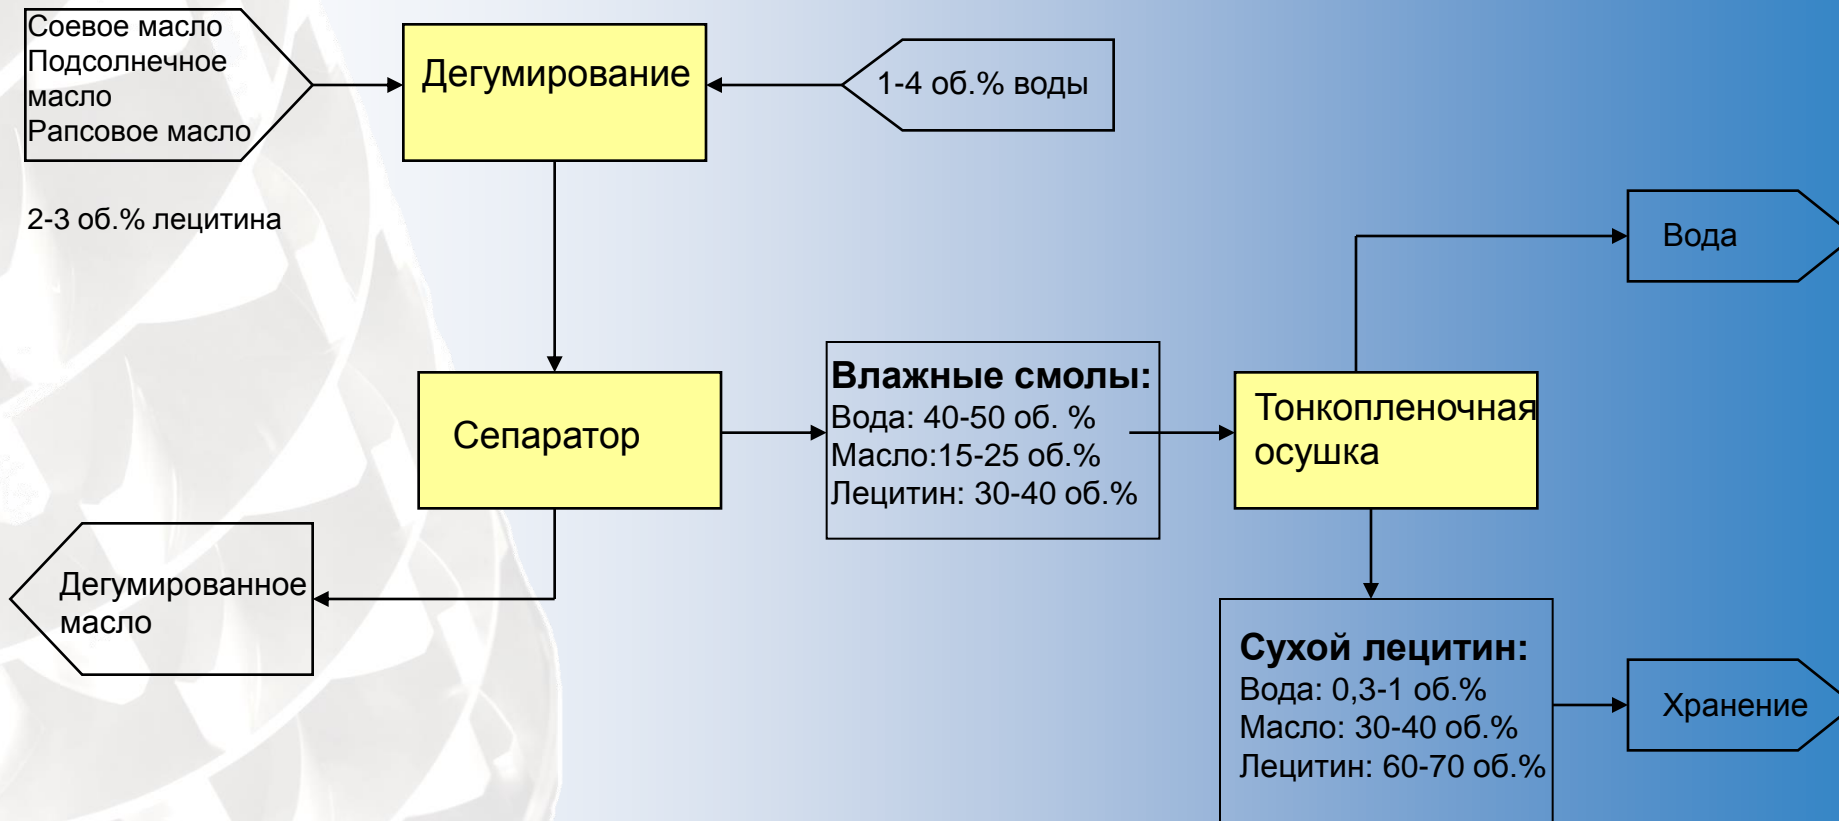 Соевое масло
Подсолнечное
масло
Рапсовое масло
2-3 об.% лецитина
Дегумирование
1-4 об.% воды
Вода
Сепаратор
Влажные смолы:
Вода: 40-50 об. %
Масло:15-25 об.%
Лецитин: 30-40 об.%
Тонкопленочная
осушка
Дегумированное
масло
Сухой лецитин:
Вода: 0,3-1 об.%
Масло: 30-40 об.%
Лецитин: 60-70 об.%
Хранение